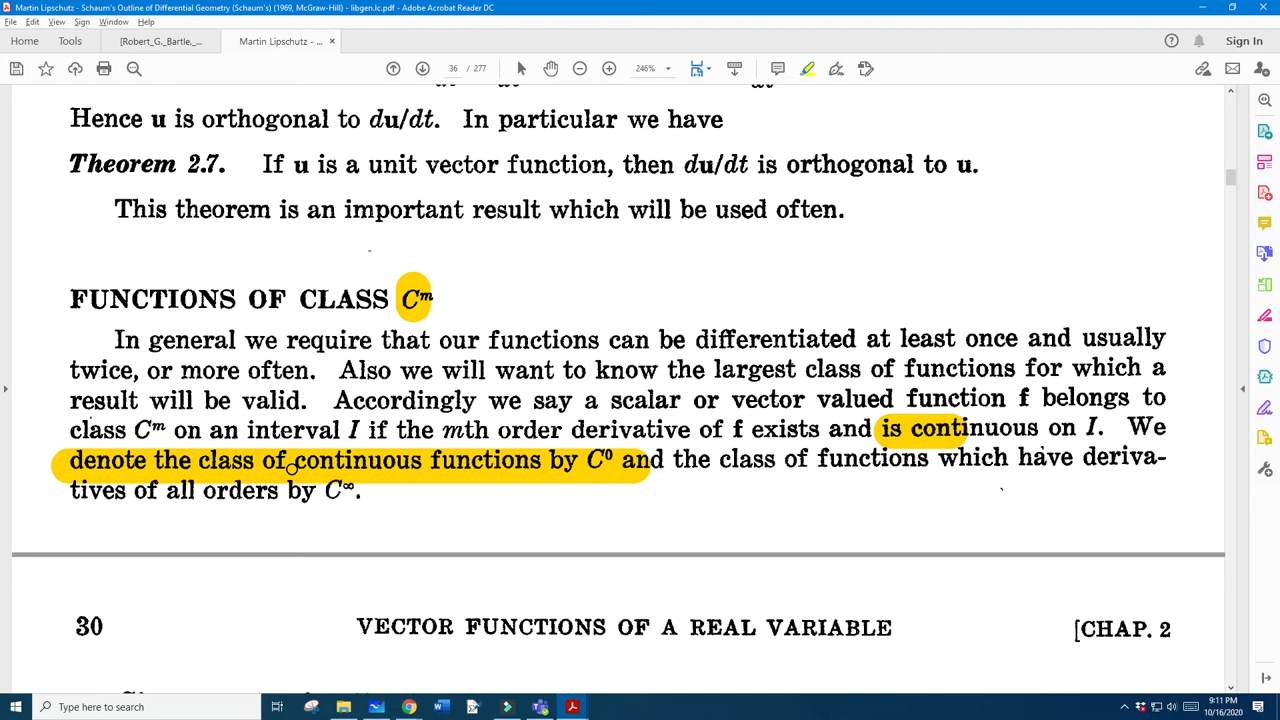 Martin Lipschutz - Schaum's Outline of Differential Geometry (Schaum's) (1969, McGraw-Hill) - libgen.lc.pdf - Adobe Acrobat Reader DC
File Edit View Sign Window Help
Home Tools [Robert_G._Bartle,_... Martin Lipschutz - ... × Sign In
36 / 277 246%
Hence u is orthogonal to du/dt. In particular we have
Theorem 2.7. If u is a unit vector function, then du/dt is orthogonal to u.
This theorem is an important result which will be used often.
FUNCTIONS OF CLASS Cᵐ
In general we require that our functions can be differentiated at least once and usually
twice, or more often. Also we will want to know the largest class of functions for which a
result will be valid. Accordingly we say a scalar or vector valued function f belongs to
class Cᵐ on an interval I if the mth order derivative of f exists and is continuous on I. We
denote the class of continuous functions by C⁰ and the class of functions which have deriva-
tives of all orders by C^∞.
30 VECTOR FUNCTIONS OF A REAL VARIABLE [CHAP. 2
Type here to search
9:11 PM
10/16/2020